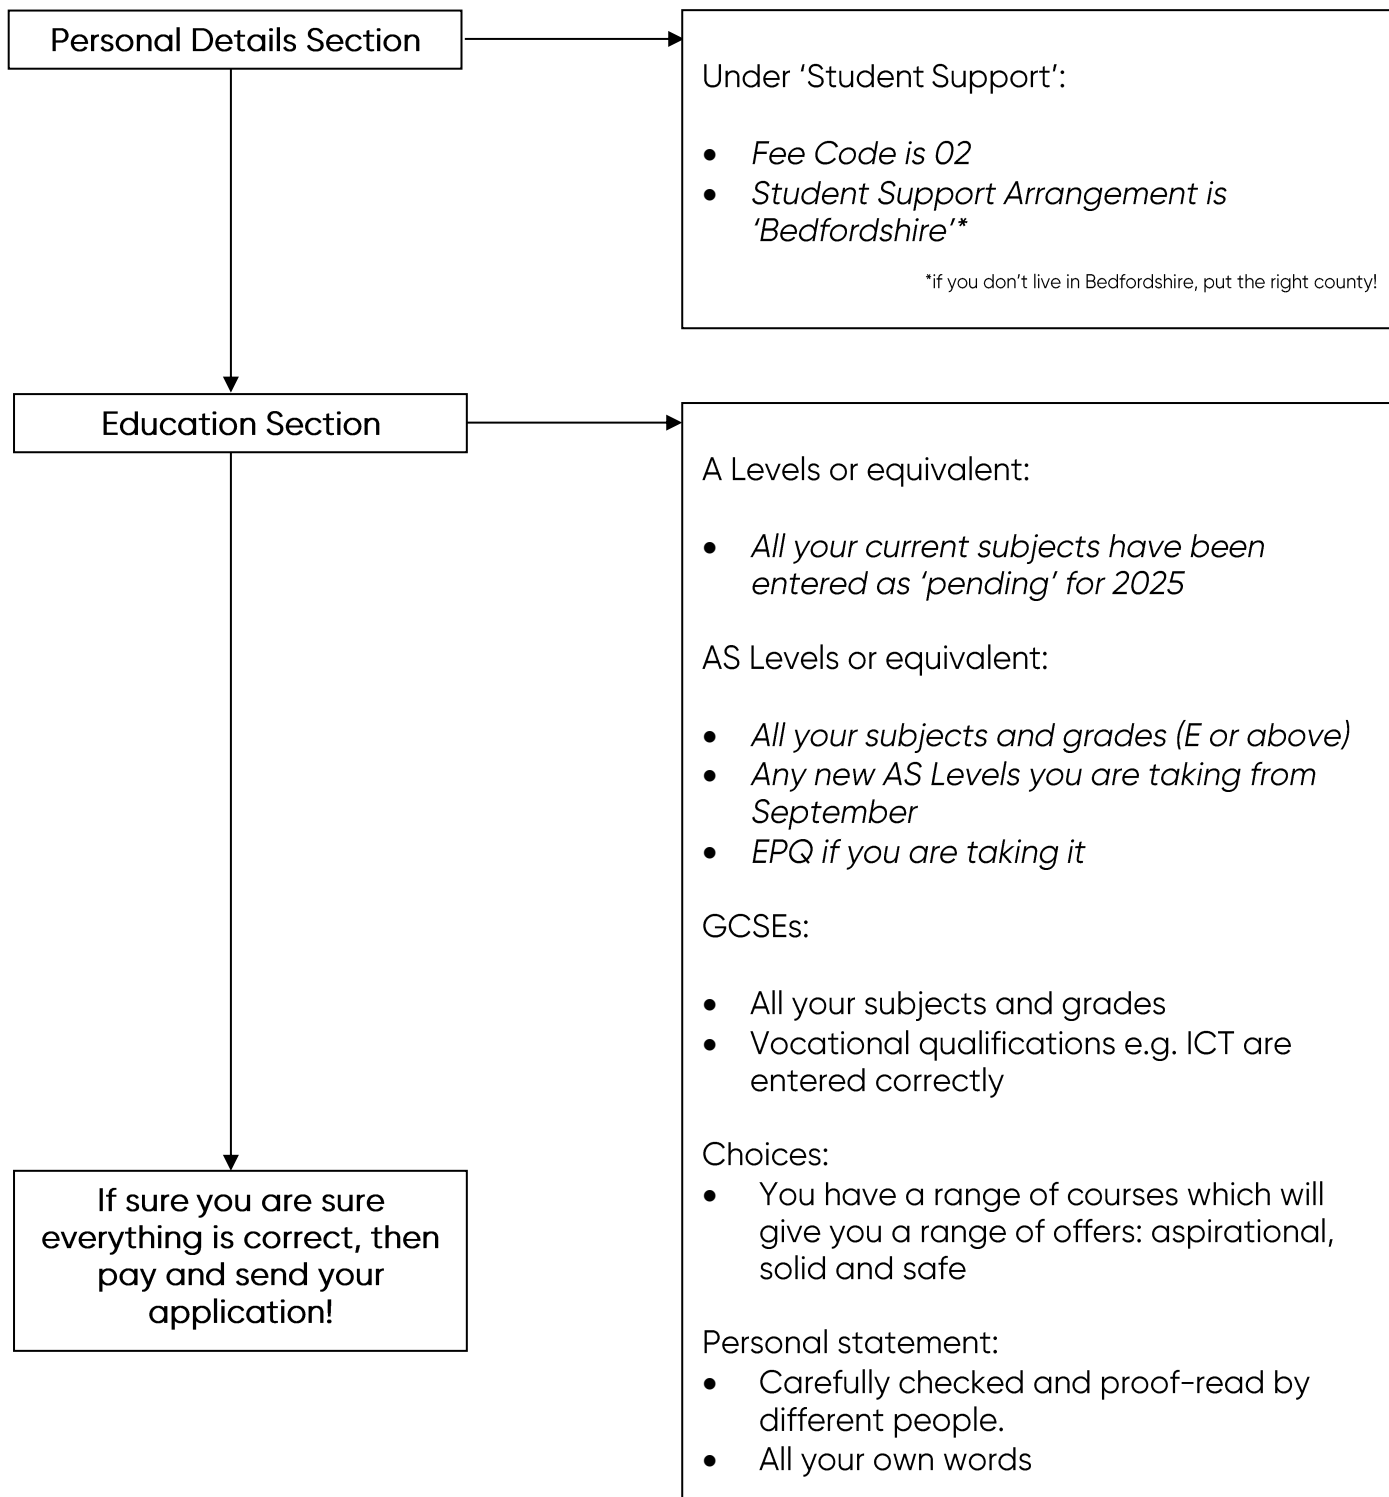 Personal Details Section
Under ‘Student Support’:
• Fee Code is 02
• Student Support Arrangement is
‘Bedfordshire’*
*if you don’t live in Bedfordshire, put the right county!
Education Section
A Levels or equivalent:
• All your current subjects have been
entered as ‘pending’ for 2025
AS Levels or equivalent:
• All your subjects and grades (E or above)
• Any new AS Levels you are taking from
September
• EPQ if you are taking it
GCSEs:
• All your subjects and grades
• Vocational qualifications e.g. ICT are
entered correctly
Choices:
• You have a range of courses which will
give you a range of offers: aspirational,
solid and safe
Personal statement:
• Carefully checked and proof-read by
different people.
• All your own words
If sure you are sure
everything is correct, then
pay and send your
application!